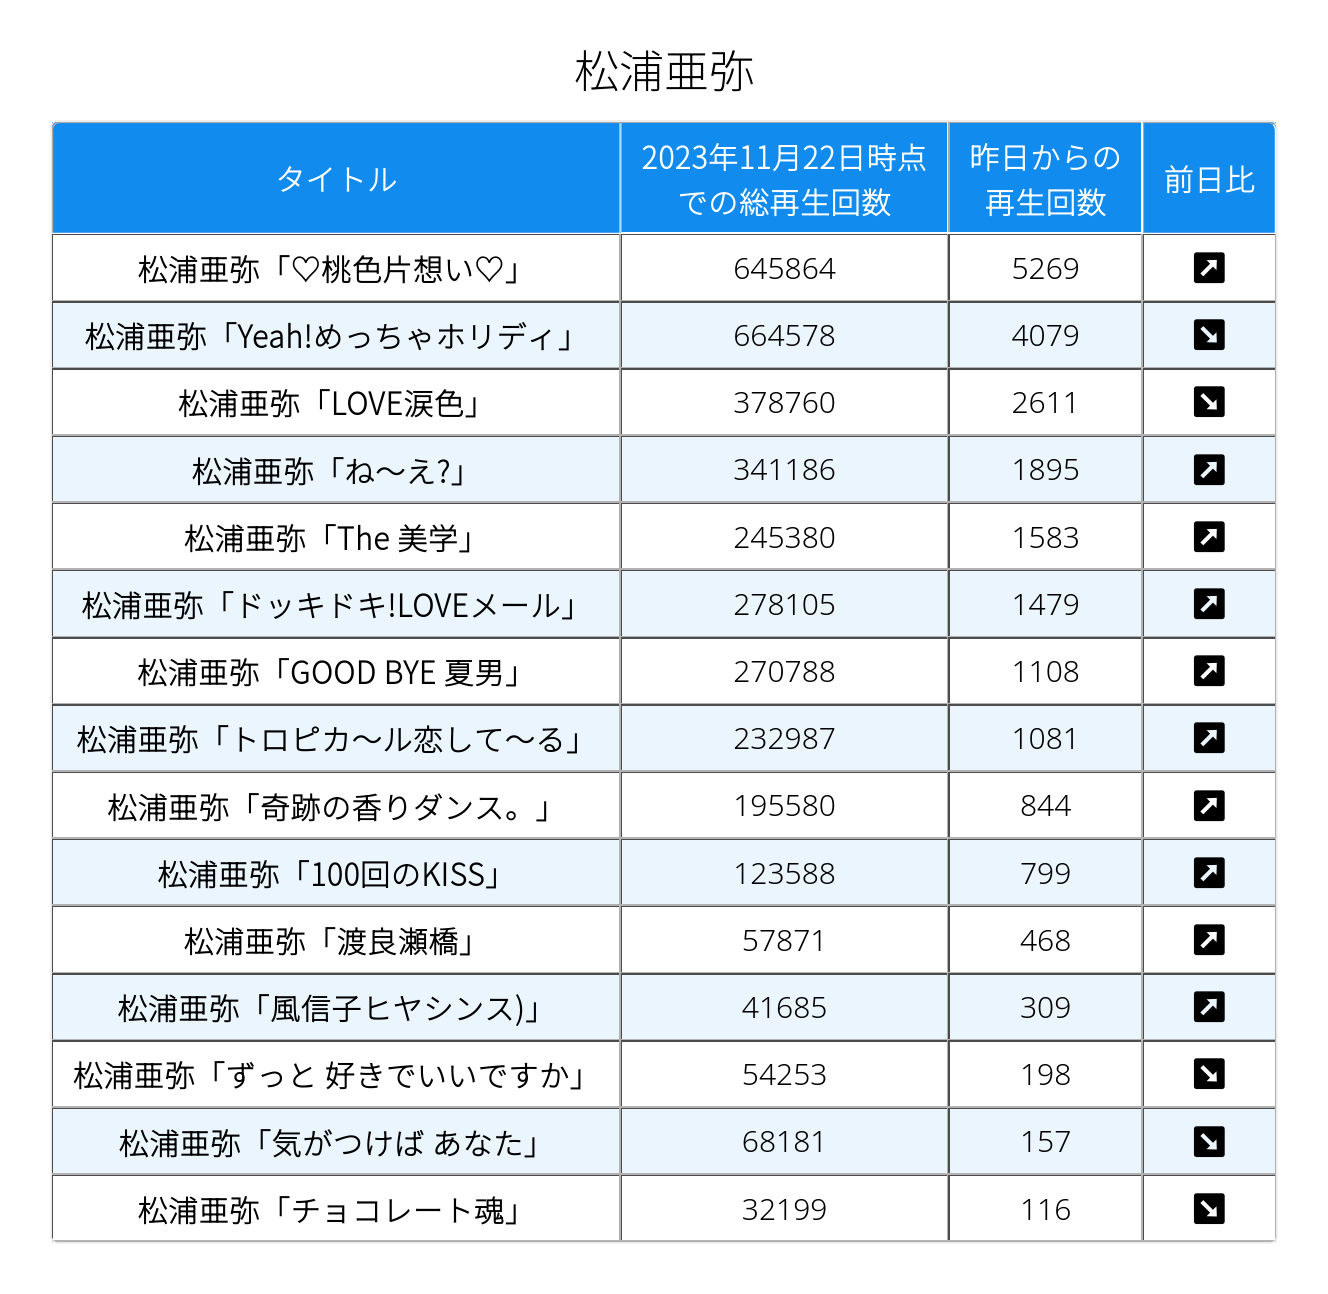 松浦亜弥
タイトル
2023年11月22日時点
での総再生回数
昨日からの
再生回数
前日比
松浦亜弥「♡桃色片想い♡」 645864 5269
松浦亜弥「Yeah!めっちゃホリディ」 664578 4079
松浦亜弥「LOVE涙色」 378760 2611
松浦亜弥「ね〜え?」 341186 1895
松浦亜弥「The 美学」 245380 1583
松浦亜弥「ドッキドキ!LOVEメール」 278105 1479
松浦亜弥「GOOD BYE 夏男」 270788 1108
松浦亜弥「トロピカ〜ル恋して〜る」 232987 1081
松浦亜弥「奇跡の香りダンス。」 195580 844
松浦亜弥「100回のKISS」 123588 799
松浦亜弥「渡良瀬橋」 57871 468
松浦亜弥「風信子ヒヤシンス)」 41685 309
松浦亜弥「ずっと 好きでいいですか」 54253 198
松浦亜弥「気がつけば あなた」 68181 157
松浦亜弥「チョコレート魂」 32199 116